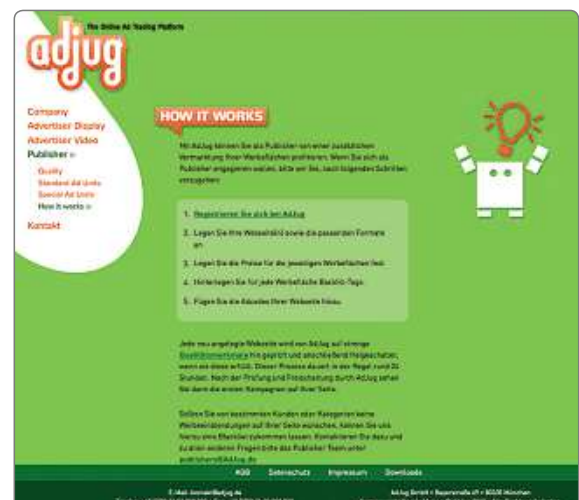 The Online Ad Trading Platform
adjug
Company
Advertiser Display
Advertiser Video
Publisher »
Quality
Standard Ad Units
Special Ad Units
How it works »
Kontakt
HOW IT WORKS
Mit AdJug können Sie als Publisher von einer zusätzlichen
Vermarktung Ihrer Werbeflächen profitieren. Wenn Sie sich als
Publisher engagieren wollen, bitte wir Sie, nach folgenden Schritten
vorzugehen:
1. Registrieren Sie sich bei AdJug
2. Legen Sie Ihre Webseite(n) sowie die passenden Formate
an.
3. Legen Sie die Preise für die jeweiligen Werbeflächen fest.
4. Hinterlegen Sie für jede Werbefläche Backfill-Tags.
5. Fügen Sie die Adcodes Ihrer Webseite hinzu.
Jede neu angelegte Webseite wird von AdJug auf strenge
Qualitätsmerkmale hin geprüft und anschließend freigeschaltet,
wenn sie diese erfüllt. Dieser Prozess dauert in der Regel rund 24
Stunden. Nach der Prüfung und Freischaltung durch AdJug sehen
Sie dann die ersten Kampagnen auf Ihrer Seite.
Sollten Sie von bestimmten Kunden oder Kategorien keine
Werbeeinblendungen auf Ihrer Seite wünschen, können Sie uns
hierzu eine Blacklist zukommen lassen. Kontaktieren Sie dazu und
zu allen anderen Fragen bitte das Publisher Team unter
publishers@AdJug.de
AGB Datenschutz Impressum Downloads
E-Mail: @adjug.de
AdJug GmbH • 80335 München